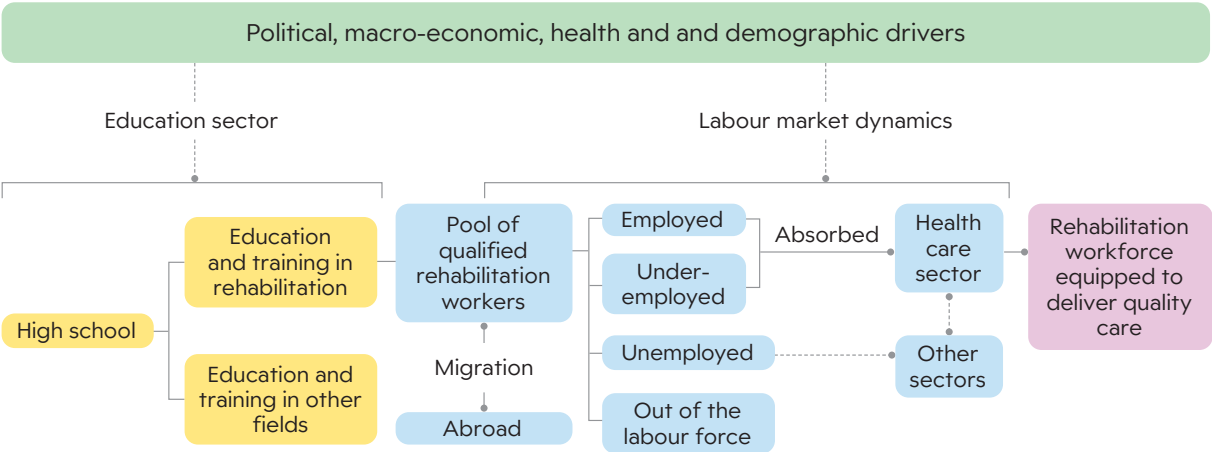 Political, macro-economic, health and and demographic drivers
Education sector
Labour market dynamics
High school
Education
and training in
rehabilitation
Education and
training in other
fields
Pool of
qualified
rehabilitation
workers
Migration
Abroad
Employed
Under-
employed
Unemployed
Out of the
labour force
Absorbed
Health
care
sector
Other
sectors
Rehabilitation
workforce
equipped to
deliver quality
care